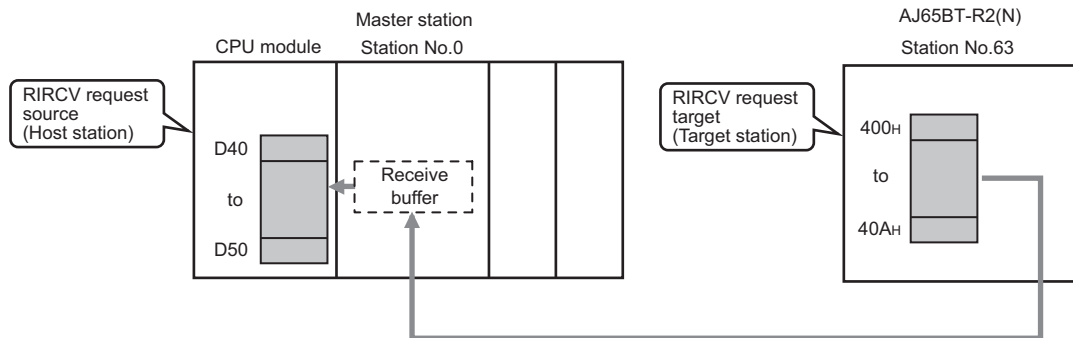 Master station
Station No.0
CPU module
RIRCV request
source
(Host station)
D40
to
D50
Receive
buffer
AJ65BT-R2(N)
Station No.63
RIRCV request
target
(Target station)
400H
to
40AH